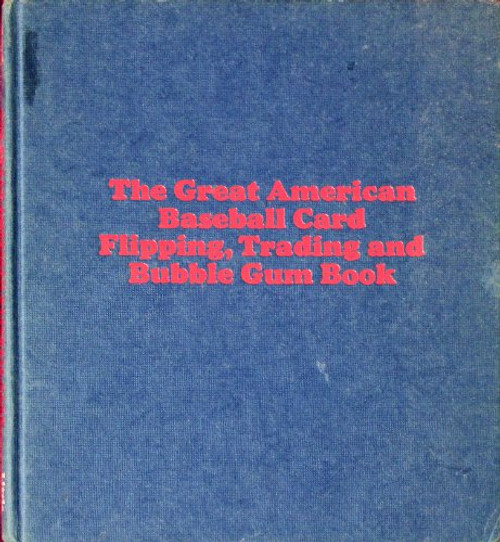 The Great American
Baseball Card
Flipping, Trading and
Bubble Gum Book